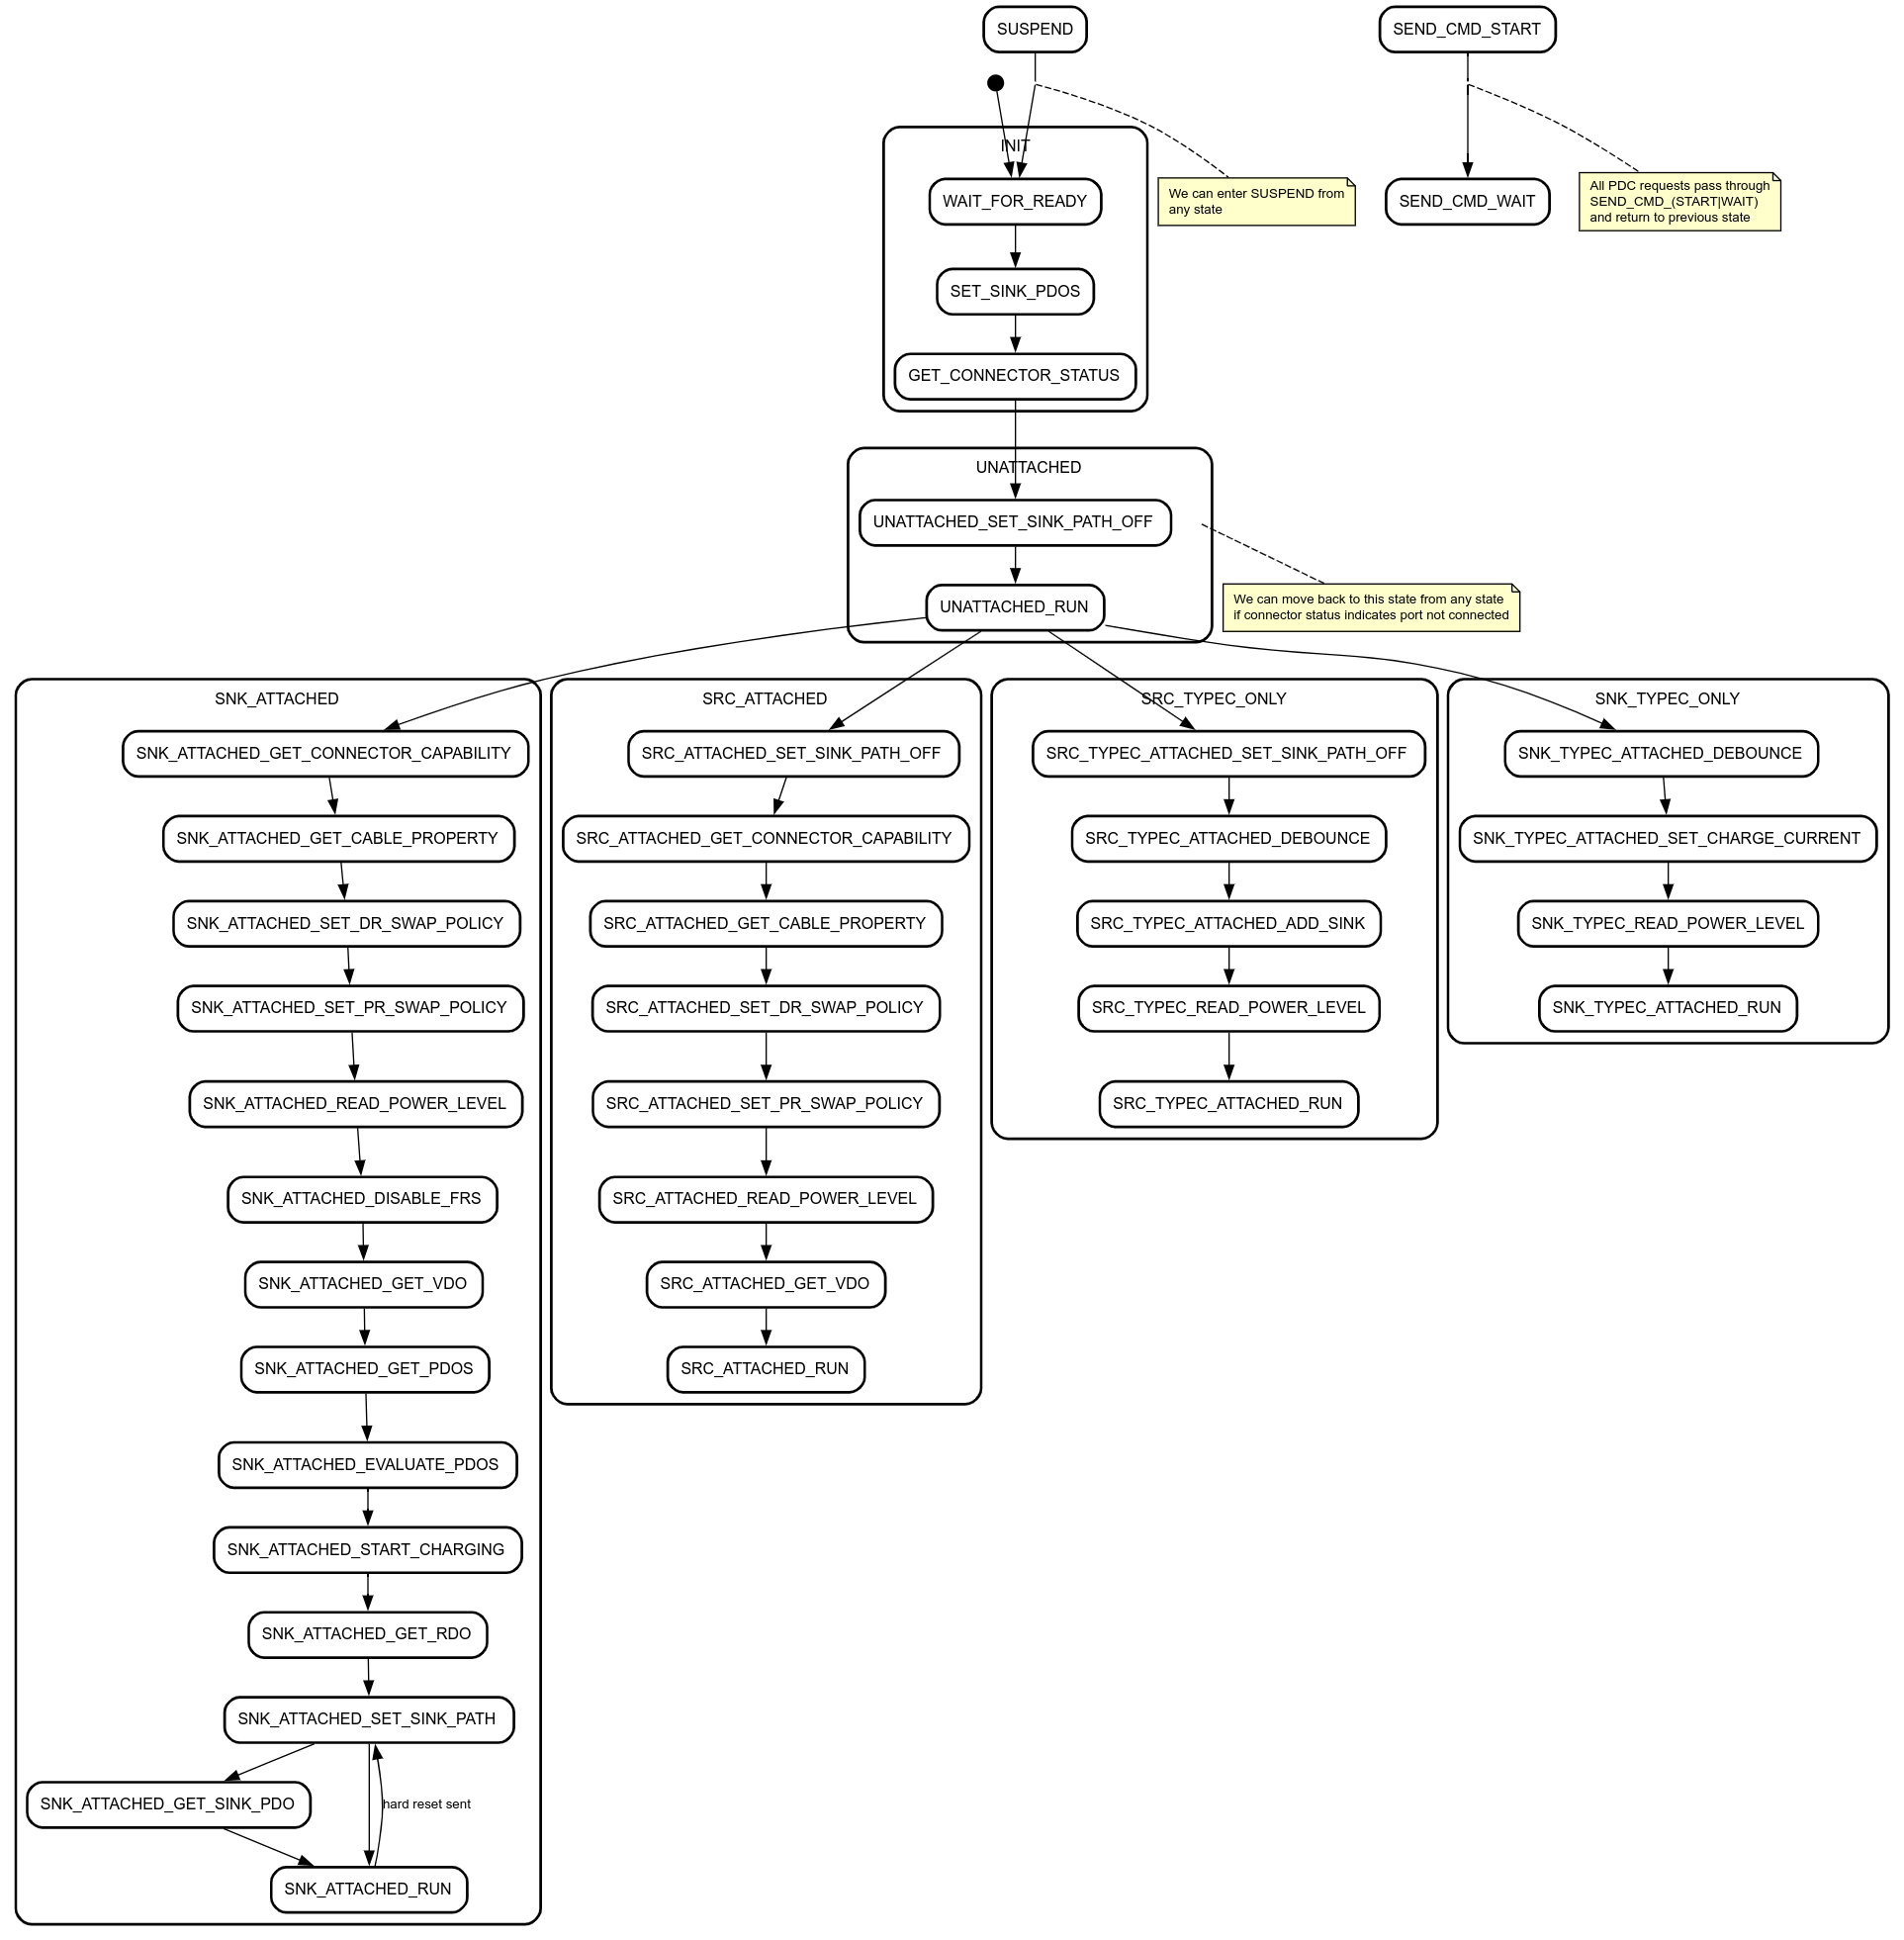 SUSPEND
SEND_CMD_START
INIT
WAIT_FOR_READY
We can enter SUSPEND from
any state
SEND_CMD_WAIT
All PDC requests pass through
SEND_CMD_(START|WAIT)
and return to previous state
SET_SINK_PDOS
GET_CONNECTOR_STATUS
UNATTACHED
UNATTACHED_SET_SINK_PATH_OFF
UNATTACHED_RUN
We can move back to this state from any state
if connector status indicates port not connected
SNK_ATTACHED
SNK_ATTACHED_GET_CONNECTOR_CAPABILITY
SNK_ATTACHED_GET_CABLE_PROPERTY
SNK_ATTACHED_SET_DR_SWAP_POLICY
SNK_ATTACHED_SET_PR_SWAP_POLICY
SNK_ATTACHED_READ_POWER_LEVEL
SNK_ATTACHED_DISABLE_FRS
SNK_ATTACHED_GET_VDO
SNK_ATTACHED_GET_PDOS
SNK_ATTACHED_EVALUATE_PDOS
SNK_ATTACHED_START_CHARGING
SNK_ATTACHED_GET_RDO
SNK_ATTACHED_SET_SINK_PATH
SNK_ATTACHED_GET_SINK_PDO
hard reset sent
SNK_ATTACHED_RUN
SRC_ATTACHED
SRC_ATTACHED_SET_SINK_PATH_OFF
SRC_ATTACHED_GET_CONNECTOR_CAPABILITY
SRC_ATTACHED_GET_CABLE_PROPERTY
SRC_ATTACHED_SET_DR_SWAP_POLICY
SRC_ATTACHED_SET_PR_SWAP_POLICY
SRC_ATTACHED_READ_POWER_LEVEL
SRC_ATTACHED_GET_VDO
SRC_ATTACHED_RUN
SRC_TYPEC_ONLY
SRC_TYPEC_ATTACHED_SET_SINK_PATH_OFF
SRC_TYPEC_ATTACHED_DEBOUNCE
SRC_TYPEC_ATTACHED_ADD_SINK
SRC_TYPEC_READ_POWER_LEVEL
SRC_TYPEC_ATTACHED_RUN
SNK_TYPEC_ONLY
SNK_TYPEC_ATTACHED_DEBOUNCE
SNK_TYPEC_ATTACHED_SET_CHARGE_CURRENT
SNK_TYPEC_READ_POWER_LEVEL
SNK_TYPEC_ATTACHED_RUN